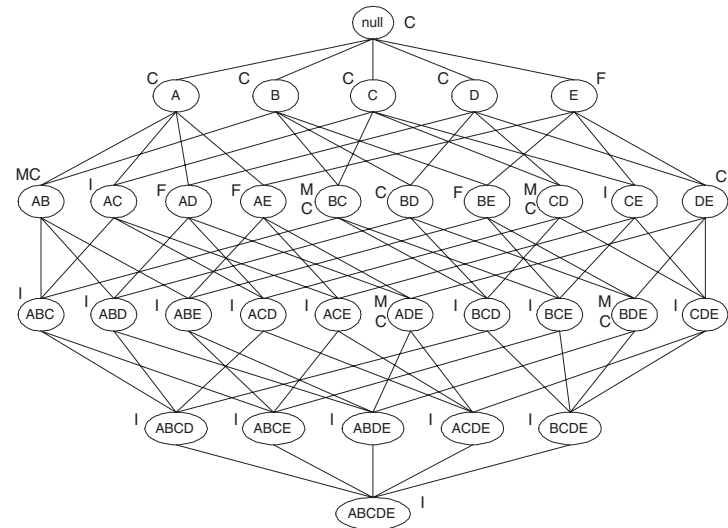 null C
C A C B C C C D E F
MC AB I AC F AD F AE M C BC C BD F BE M C CD I CE C DE
I ABC I ABD I ABE I ACD I ACE M C ADE I BCD I BCE M C BDE I CDE
I ABCD I ABCE I ABDE I ACDE I BCDE
ABCDE I